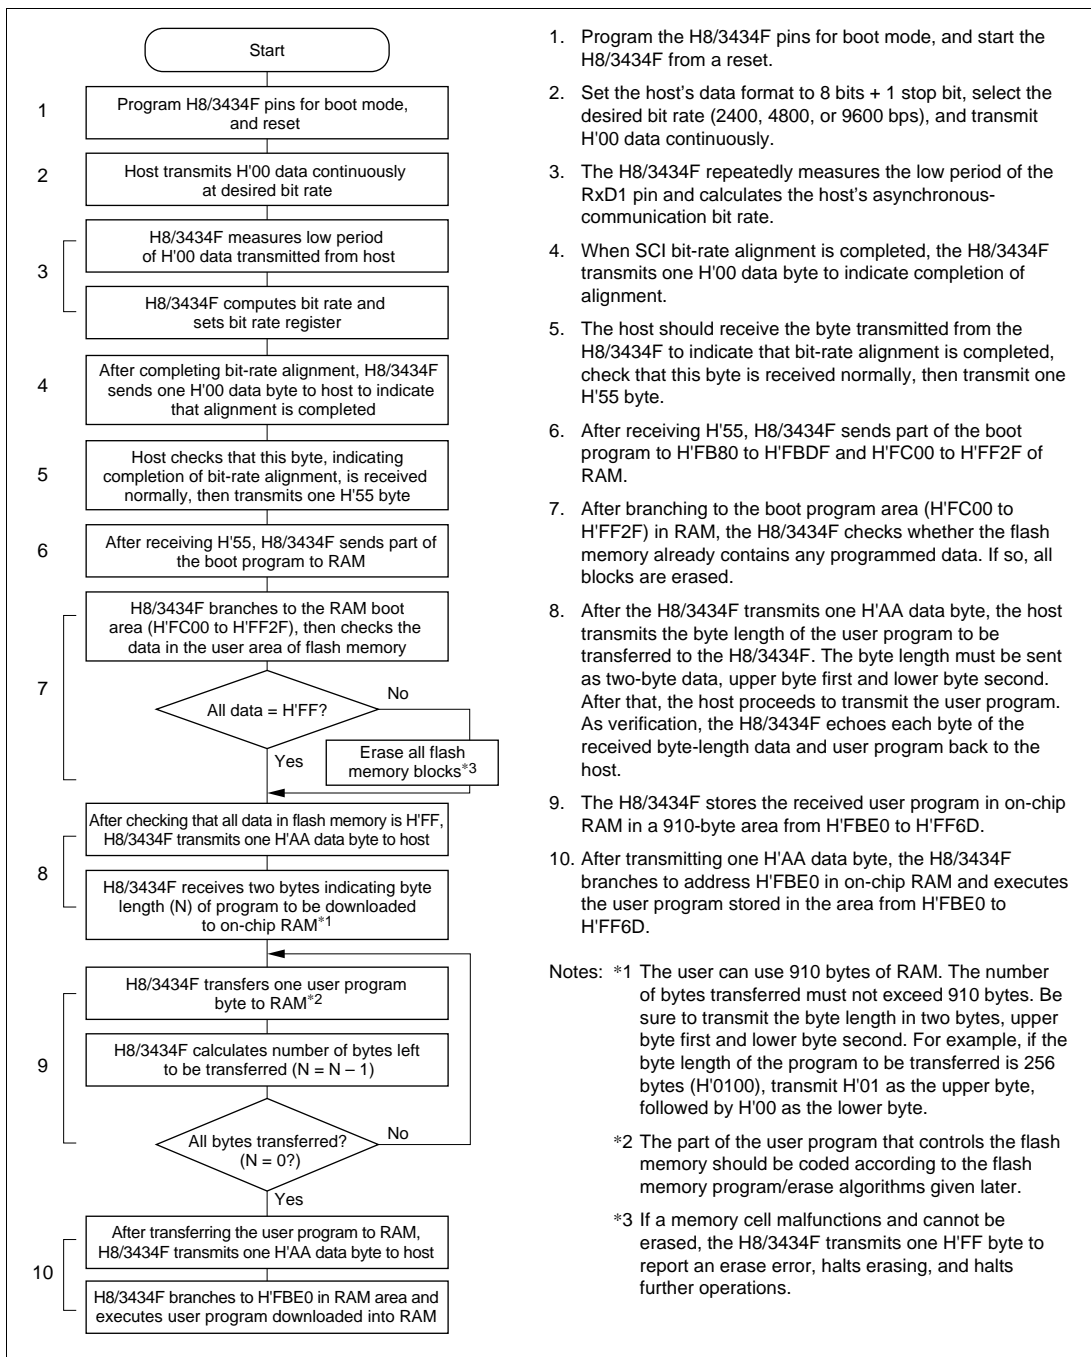 Start
1
Program H8/3434F pins for boot mode,
and reset
2
Host transmits H'00 data continuously
at desired bit rate
3
H8/3434F measures low period
of H'00 data transmitted from host
H8/3434F computes bit rate and
sets bit rate register
4
After completing bit-rate alignment, H8/3434F
sends one H'00 data byte to host to indicate
that alignment is completed
5
Host checks that this byte, indicating
completion of bit-rate alignment, is received
normally, then transmits one H'55 byte
6
After receiving H'55, H8/3434F sends part of
the boot program to RAM
7
H8/3434F branches to the RAM boot
area (H'FC00 to H'FF2F), then checks the
data in the user area of flash memory
All data = H'FF?
No
Yes
Erase all flash
memory blocks*3
8
After checking that all data in flash memory is H'FF,
H8/3434F transmits one H'AA data byte to host
H8/3434F receives two bytes indicating byte
length (N) of program to be downloaded
to on-chip RAM*1
9
H8/3434F transfers one user program
byte to RAM*2
H8/3434F calculates number of bytes left
to be transferred (N = N – 1)
All bytes transferred?
(N = 0?)
No
Yes
10
After transferring the user program to RAM,
H8/3434F transmits one H'AA data byte to host
H8/3434F branches to H'FBE0 in RAM area and
executes user program downloaded into RAM
1. Program the H8/3434F pins for boot mode, and start the
H8/3434F from a reset.
2. Set the host's data format to 8 bits + 1 stop bit, select the
desired bit rate (2400, 4800, or 9600 bps), and transmit
H'00 data continuously.
3. The H8/3434F repeatedly measures the low period of the
RxD1 pin and calculates the host's asynchronous-
communication bit rate.
4. When SCI bit-rate alignment is completed, the H8/3434F
transmits one H'00 data byte to indicate completion of
alignment.
5. The host should receive the byte transmitted from the
H8/3434F to indicate that bit-rate alignment is completed,
check that this byte is received normally, then transmit one
H'55 byte.
6. After receiving H'55, H8/3434F sends part of the boot
program to H'FB80 to H'FBDF and H'FC00 to H'FF2F of
RAM.
7. After branching to the boot program area (H'FC00 to
H'FF2F) in RAM, the H8/3434F checks whether the flash
memory already contains any programmed data. If so, all
blocks are erased.
8. After the H8/3434F transmits one H'AA data byte, the host
transmits the byte length of the user program to be
transferred to the H8/3434F. The byte length must be sent
as two-byte data, upper byte first and lower byte second.
After that, the host proceeds to transmit the user program.
As verification, the H8/3434F echoes each byte of the
received byte-length data and user program back to the
host.
9. The H8/3434F stores the received user program in on-chip
RAM in a 910-byte area from H'FBE0 to H'FF6D.
10. After transmitting one H'AA data byte, the H8/3434F
branches to address H'FBE0 in on-chip RAM and executes
the user program stored in the area from H'FBE0 to
H'FF6D.
Notes: *1 The user can use 910 bytes of RAM. The number
of bytes transferred must not exceed 910 bytes. Be
sure to transmit the byte length in two bytes, upper
byte first and lower byte second. For example, if the
byte length of the program to be transferred is 256
bytes (H'0100), transmit H'01 as the upper byte,
followed by H'00 as the lower byte.
*2 The part of the user program that controls the flash
memory should be coded according to the flash
memory program/erase algorithms given later.
*3 If a memory cell malfunctions and cannot be
erased, the H8/3434F transmits one H'FF byte to
report an erase error, halts erasing, and halts
further operations.